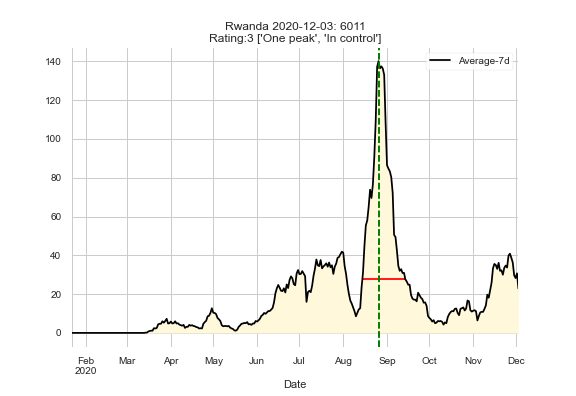 Rwanda 2020-12-03: 6011
Rating:3 ['One peak', 'In control']
Average-7d
140
120
100
80
60
40
20
0
Feb Mar Apr May Jun Jul Aug Sep Oct Nov Dec
2020
Date